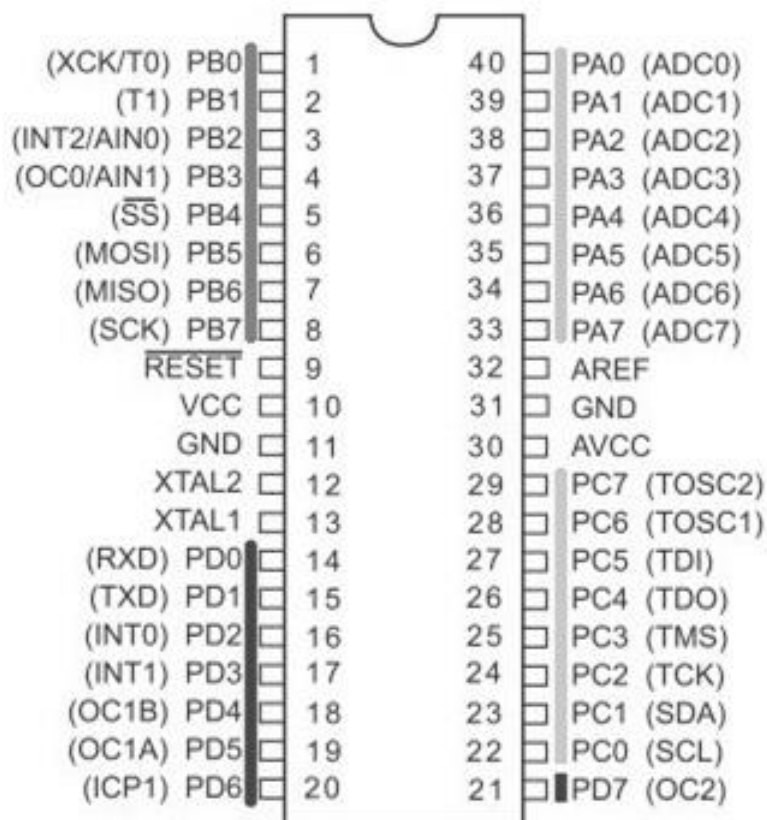 (XCK/T0) PB0 1 40 PA0 (ADC0)
(T1) PB1 2 39 PA1 (ADC1)
(INT2/AIN0) PB2 3 38 PA2 (ADC2)
(OC0/AIN1) PB3 4 37 PA3 (ADC3)
(SS) PB4 5 36 PA4 (ADC4)
(MOSI) PB5 6 35 PA5 (ADC5)
(MISO) PB6 7 34 PA6 (ADC6)
(SCK) PB7 8 33 PA7 (ADC7)
RESET 9 32 AREF
VCC 10 31 GND
GND 11 30 AVCC
XTAL2 12 29 PC7 (TOSC2)
XTAL1 13 28 PC6 (TOSC1)
(RXD) PD0 14 27 PC5 (TDI)
(TXD) PD1 15 26 PC4 (TDO)
(INT0) PD2 16 25 PC3 (TMS)
(INT1) PD3 17 24 PC2 (TCK)
(OC1B) PD4 18 23 PC1 (SDA)
(OC1A) PD5 19 22 PC0 (SCL)
(ICP1) PD6 20 21 PD7 (OC2)